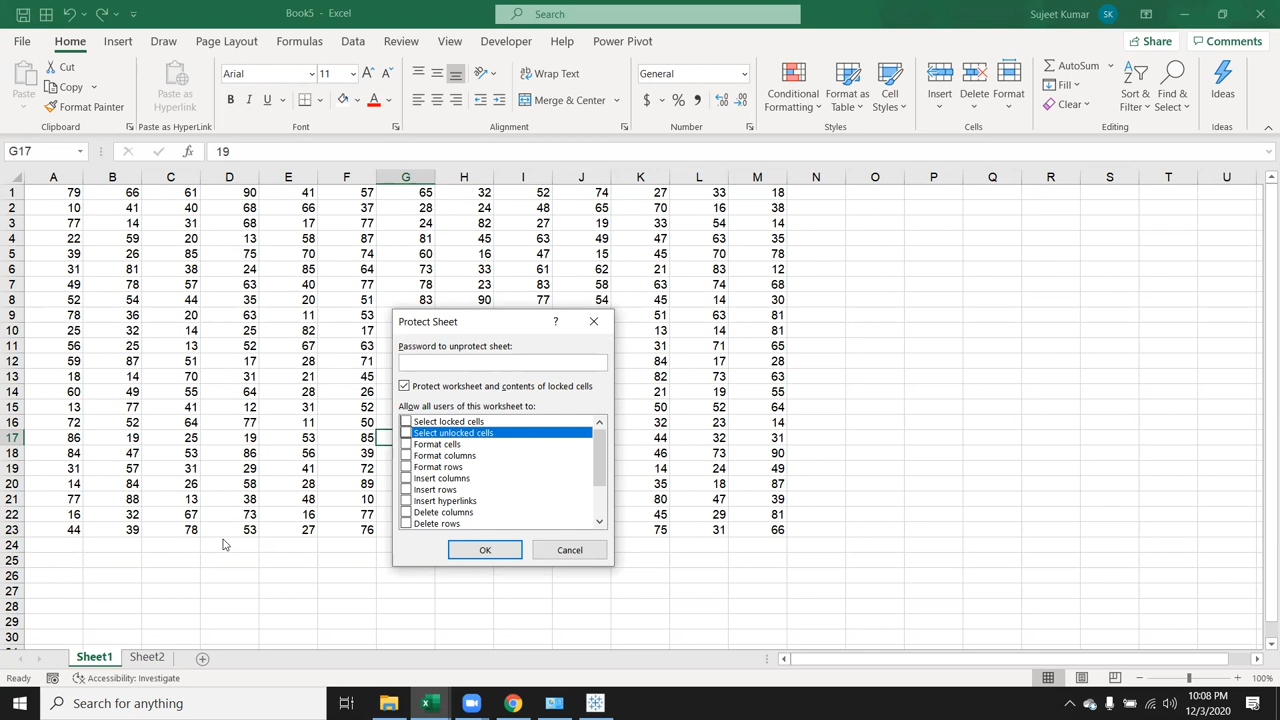 Book5 - Excel
Search
Sujeet Kumar
SK
File Home Insert Draw Page Layout Formulas Data Review View Developer Help Power Pivot
Share Comments
Paste
Cut
Copy
Format Painter
Clipboard
Paste as Hyperlink
Paste as HyperLink
Arial 11
B I U
Font
Wrap Text
Merge & Center
Alignment
General
$ % 9
Number
Conditional Formatting
Format as Table
Cell Styles
Styles
Insert Delete Format
Cells
AutoSum
Fill
Clear
Sort & Filter
Find & Select
Editing
Ideas
Ideas
G17 fx 19
A B C D E F G H I J K L M N O P Q R S T U
1 79 66 61 90 41 57 65 32 52 74 27 33 18
2 10 41 40 68 66 37 28 24 48 65 70 16 38
3 77 14 31 68 17 77 24 82 27 19 33 54 14
4 22 59 20 13 58 87 81 45 63 49 47 63 35
5 39 26 85 75 70 74 60 16 47 15 45 70 78
6 31 81 38 24 85 64 73 33 61 62 21 83 12
7 49 78 57 63 40 77 78 23 83 58 63 74 68
8 52 54 44 35 20 51 83 90 77 54 45 14 30
9 78 36 20 63 11 53 51 63 81
10 25 32 14 25 82 17 13 14 81
11 56 25 13 52 67 63 31 71 65
12 59 87 51 17 28 71 84 17 28
13 18 14 70 31 21 45 82 73 63
14 60 49 55 64 28 26 21 19 55
15 13 77 41 12 31 52 50 52 64
16 72 52 64 77 11 50 32 23 14
17 86 19 25 19 53 85 44 32 31
18 84 47 53 86 56 39 46 73 90
19 31 57 31 29 41 72 14 24 49
20 14 84 26 58 28 89 35 18 87
21 77 88 13 38 48 10 80 47 39
22 16 32 67 73 16 77 45 29 81
23 44 39 78 53 27 76 75 31 66
24
25
26
27
28
29
30
Protect Sheet ?
Password to unprotect sheet:
Protect worksheet and contents of locked cells
Allow all users of this worksheet to:
Select locked cells
Select unlocked cells
Format cells
Format columns
Format rows
Insert columns
Insert rows
Insert hyperlinks
Delete columns
Delete rows
OK Cancel
Sheet1 Sheet2
Ready Accessibility: Investigate 100%
Type here to search
10:08 PM
12/3/2020